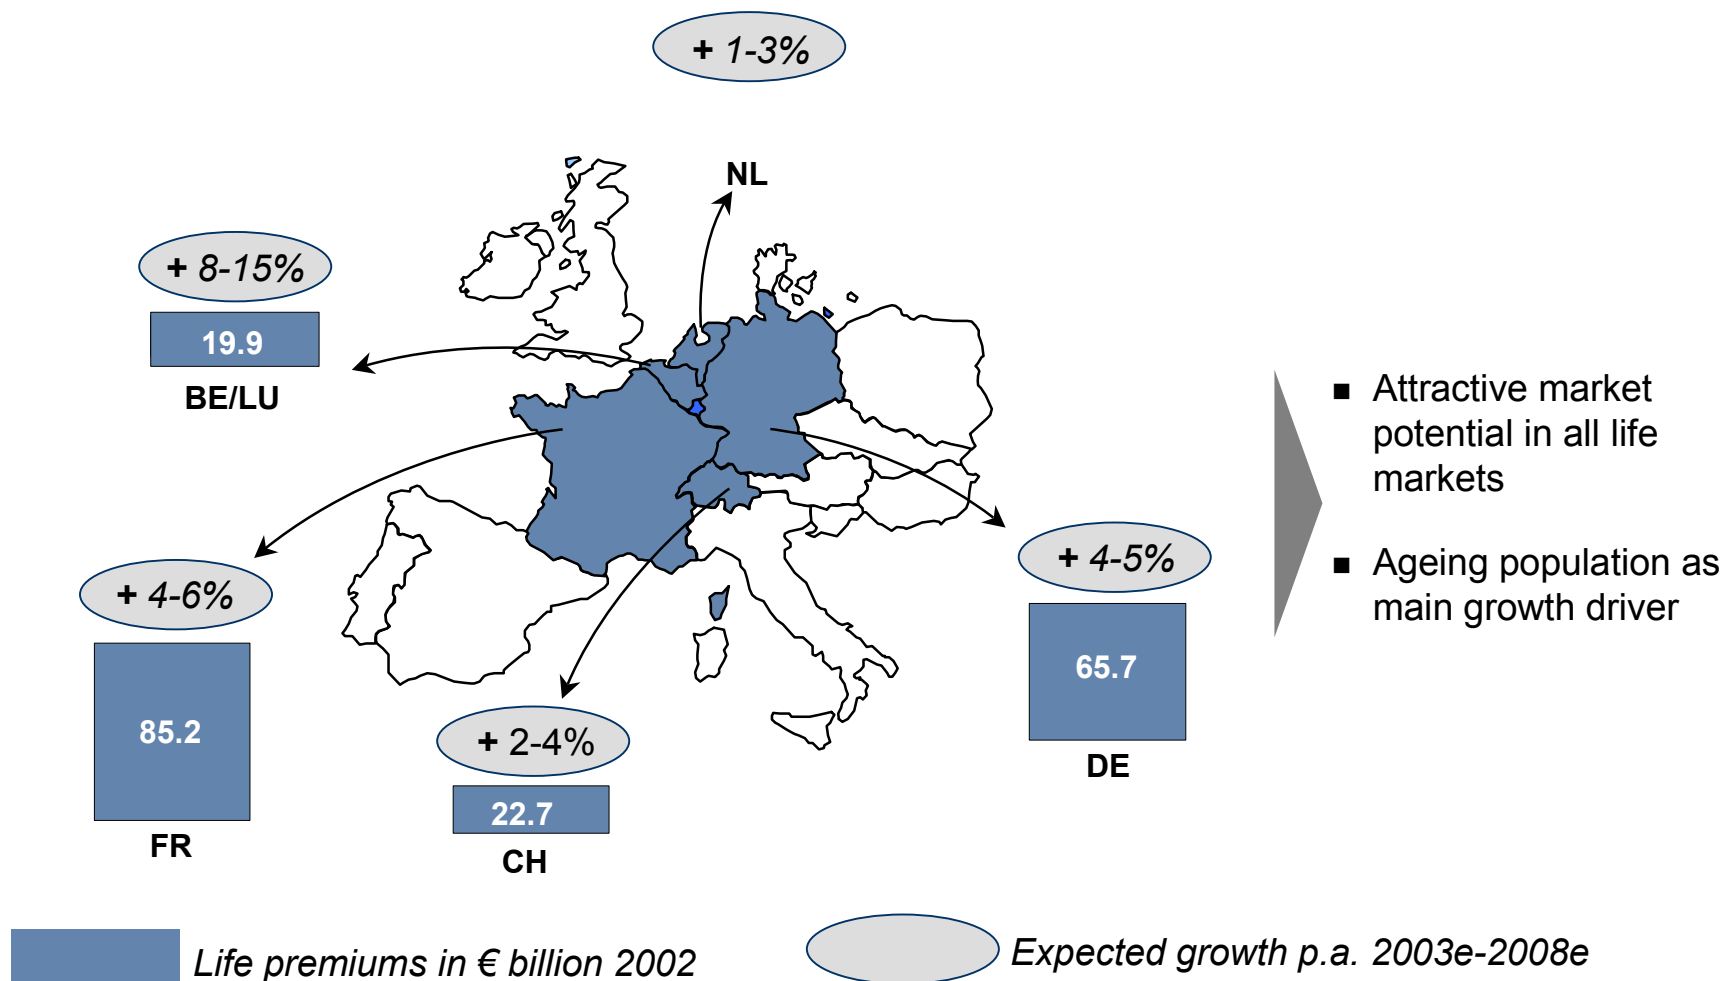 + 1-3%
NL
+ 8-15%
19.9
BE/LU
+ 4-6%
85.2
FR
+ 2-4%
22.7
CH
+ 4-5%
65.7
DE
■ Attractive market
potential in all life
markets
■ Ageing population as
main growth driver
Life premiums in € billion 2002
Expected growth p.a. 2003e-2008e